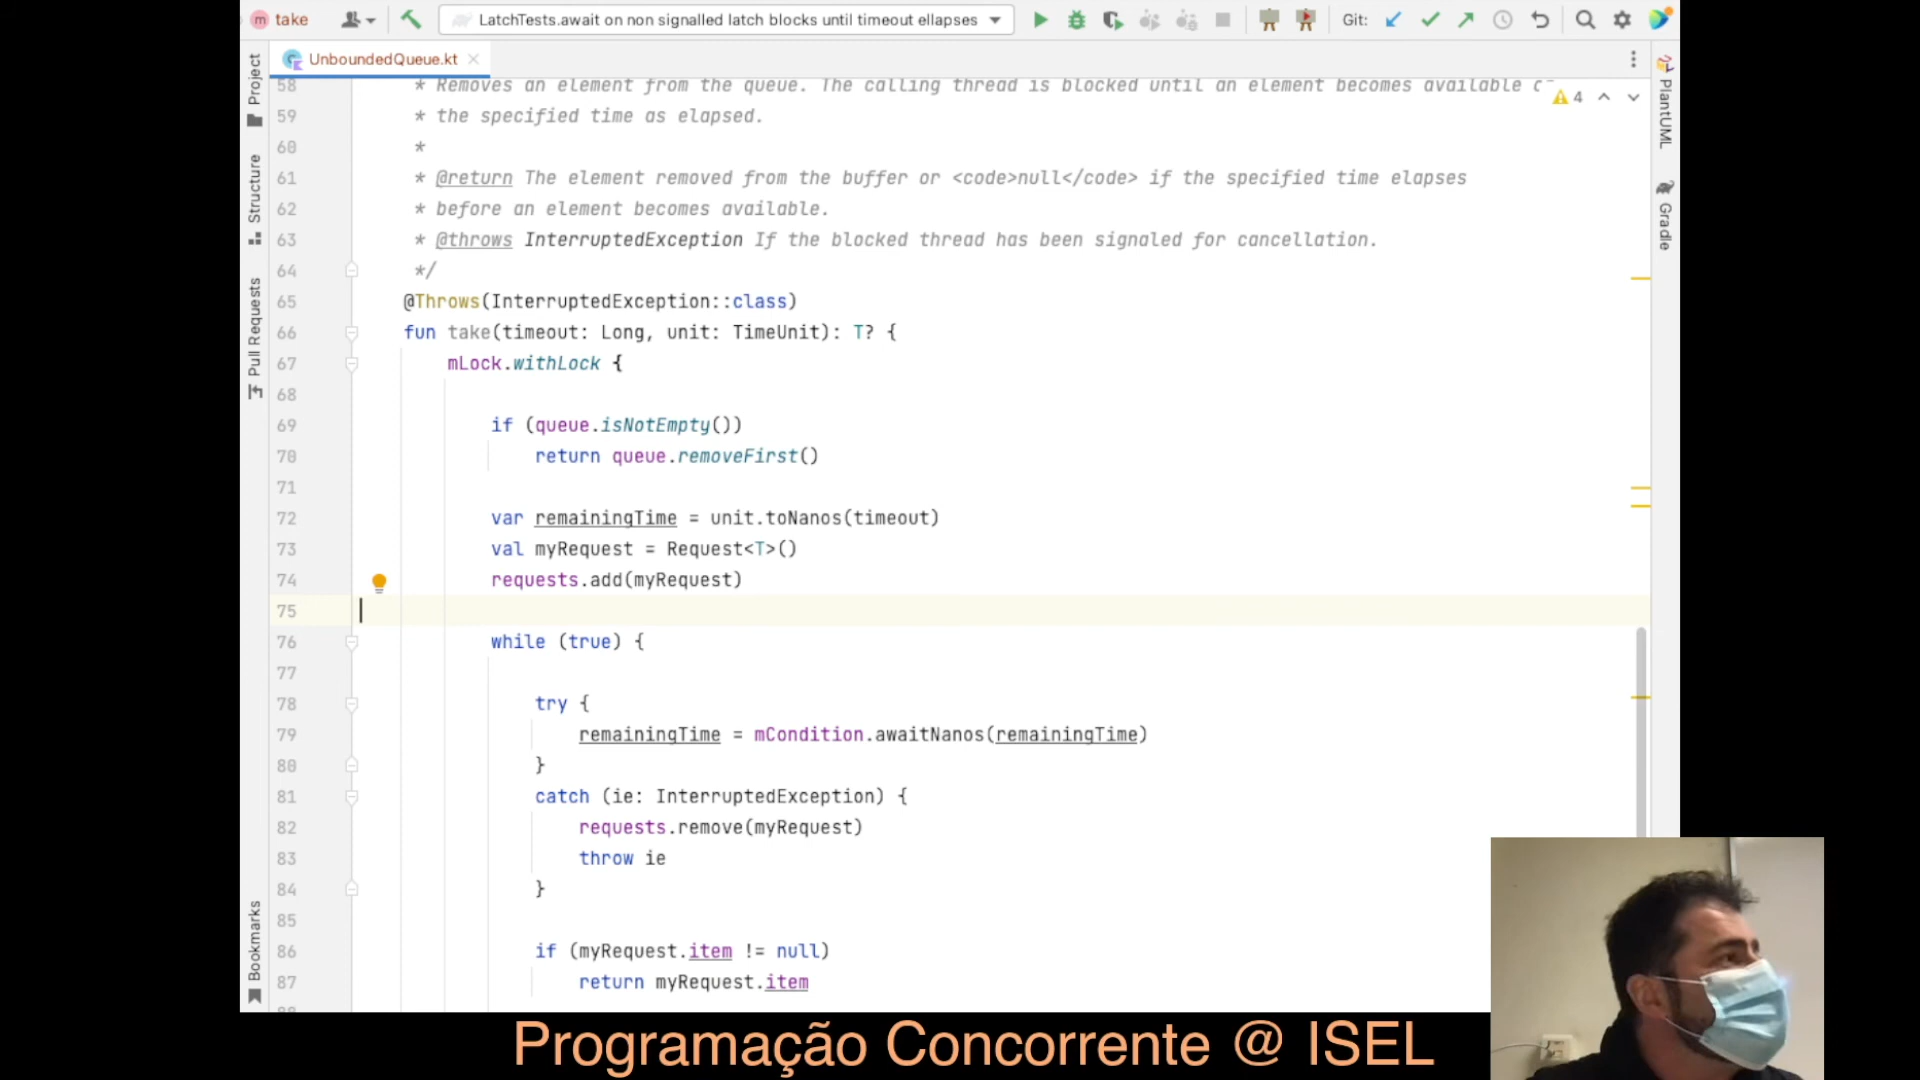 take
LatchTests.await on non signalled latch blocks until timeout ellapses
Git:
UnboundedQueue.kt
4
Project
Structure
Pull Requests
Bookmarks
PlantUML
Gradle
58 * Removes an element from the queue. The calling thread is blocked until an element becomes available
59 * the specified time as elapsed.
60 *
61 * @return The element removed from the buffer or <code>null</code> if the specified time elapses
62 * before an element becomes available.
63 * @throws InterruptedException If the blocked thread has been signaled for cancellation.
64 */
65 @Throws(InterruptedException::class)
66 fun take(timeout: Long, unit: TimeUnit): T? {
67 mLock.withLock {
68
69 if (queue.isNotEmpty())
70 return queue.removeFirst()
71
72 var remainingTime = unit.toNanos(timeout)
73 val myRequest = Request<T>()
74 requests.add(myRequest)
75
76 while (true) {
77
78 try {
79 remainingTime = mCondition.awaitNanos(remainingTime)
80 }
81 catch (ie: InterruptedException) {
82 requests.remove(myRequest)
83 throw ie
84 }
85
86 if (myRequest.item != null)
87 return myRequest.item
Programação Concorrente @ ISEL